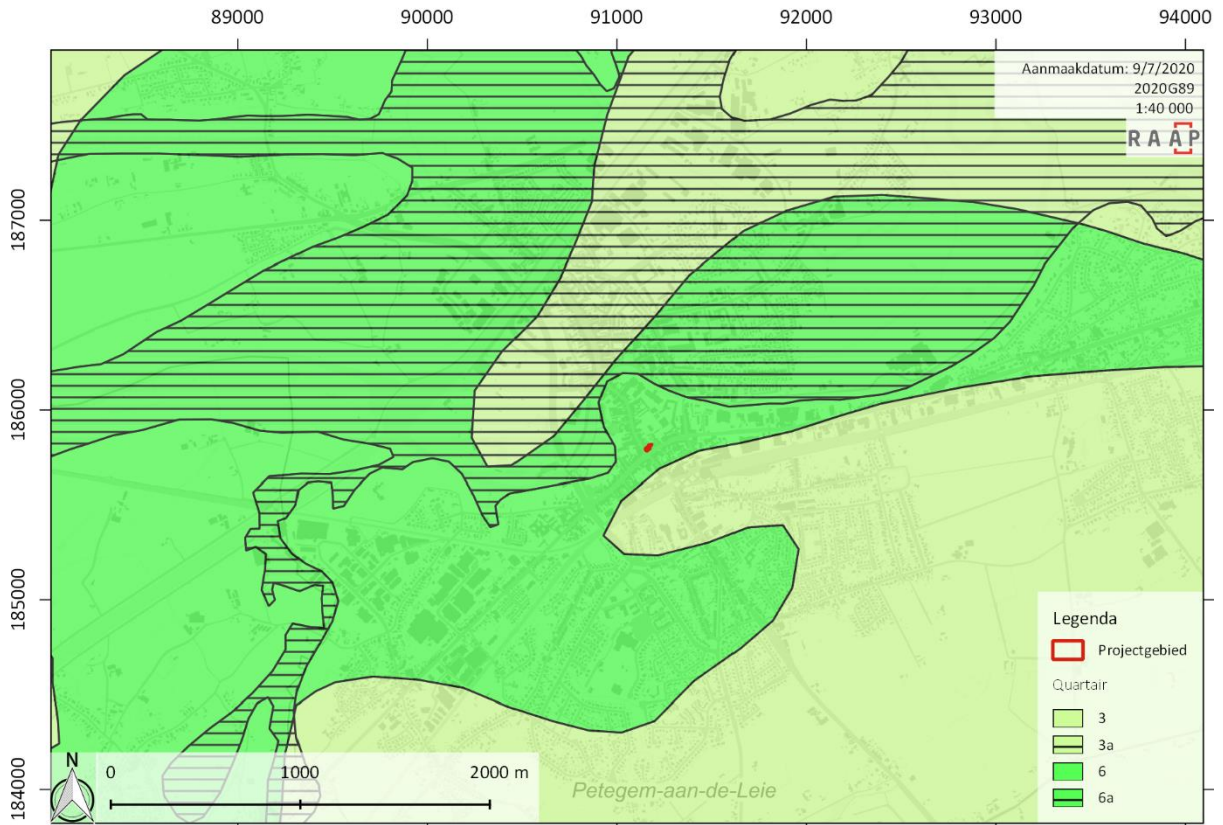 89000 90000 91000 92000 93000 94000
Aanmaakdatum: 9/7/2020
2020G89
1:40 000
RAAP
187000
186000
185000
184000
Legenda
Projectgebied
Quartair
3
3a
6
6a
N
0 1000 2000 m
Petegem-aan-de-Leie